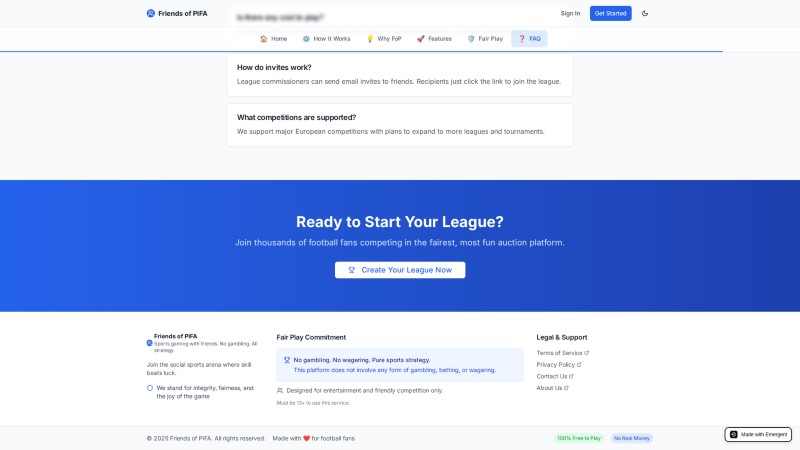 Friends of PIFA
Is there any cost to play?
Sign In
Get Started
Home
How it Works
Why FoP
Features
Fair Play
FAQ
How do invites work?
League commissioners can send email invites to friends. Recipients just click the link to join the league.
What competitions are supported?
We support major European competitions with plans to expand to more leagues and tournaments.
Ready to Start Your League?
Join thousands of football fans competing in the fairest, most fun auction platform.
Create Your League Now
Friends of PIFA
Sports gaming with friends. No gambling. All
strategy.
Join the social sports arena where skill
beats luck.
We stand for integrity, fairness, and
the joy of the game
Fair Play Commitment
No gambling. No wagering. Pure sports strategy.
This platform does not involve any form of gambling, betting, or wagering.
Designed for entertainment and friendly competition only.
Must be 13+ to use this service.
Legal & Support
Terms of Service
Privacy Policy
Contact Us
About Us
© 2025 Friends of PIFA. All rights reserved.
Made with ❤️ for football fans
100% Free to Play
No Real Money
Made with Emergent